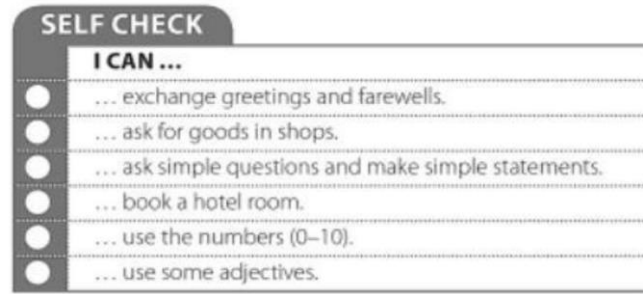 SELF CHECK
I CAN ...
... exchange greetings and farewells.
... ask for goods in shops.
... ask simple questions and make simple statements.
... book a hotel room.
... use the numbers (0–10).
... use some adjectives.